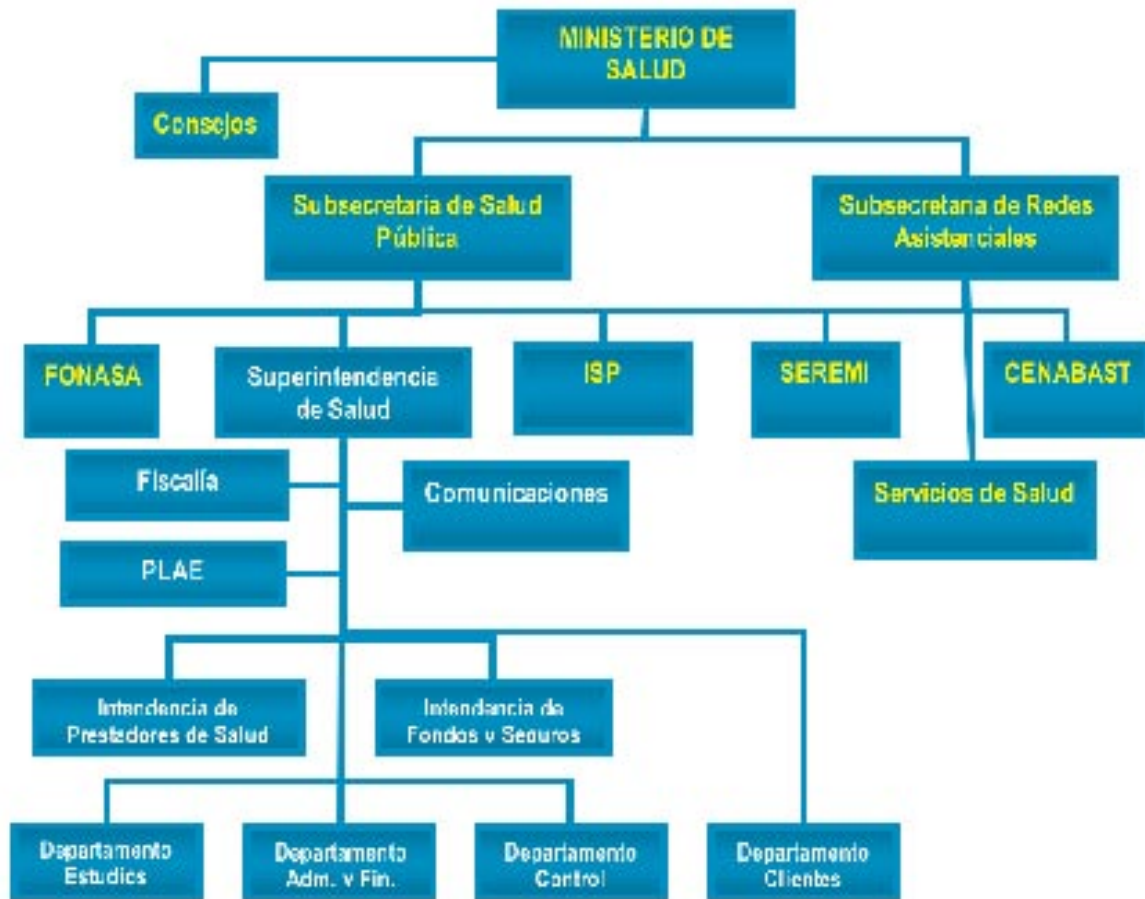 MINISTERIO DE
SALUD
Consejos
Subsecretaria de Salud
Pública
Subsecretaria de Redes
Asistenciales
FONASA
Superintendencia
de Salud
ISP
SEREMI
CENABAST
Fiscalía
Comunicaciones
Servicios de Salud
PLAE
Intendencia de
Prestadores de Salud
Intendencia de
Fondos y Seguros
Departamento
Estudios
Departamento
Adm. y Fin.
Departamento
Control
Departamento
Clientes